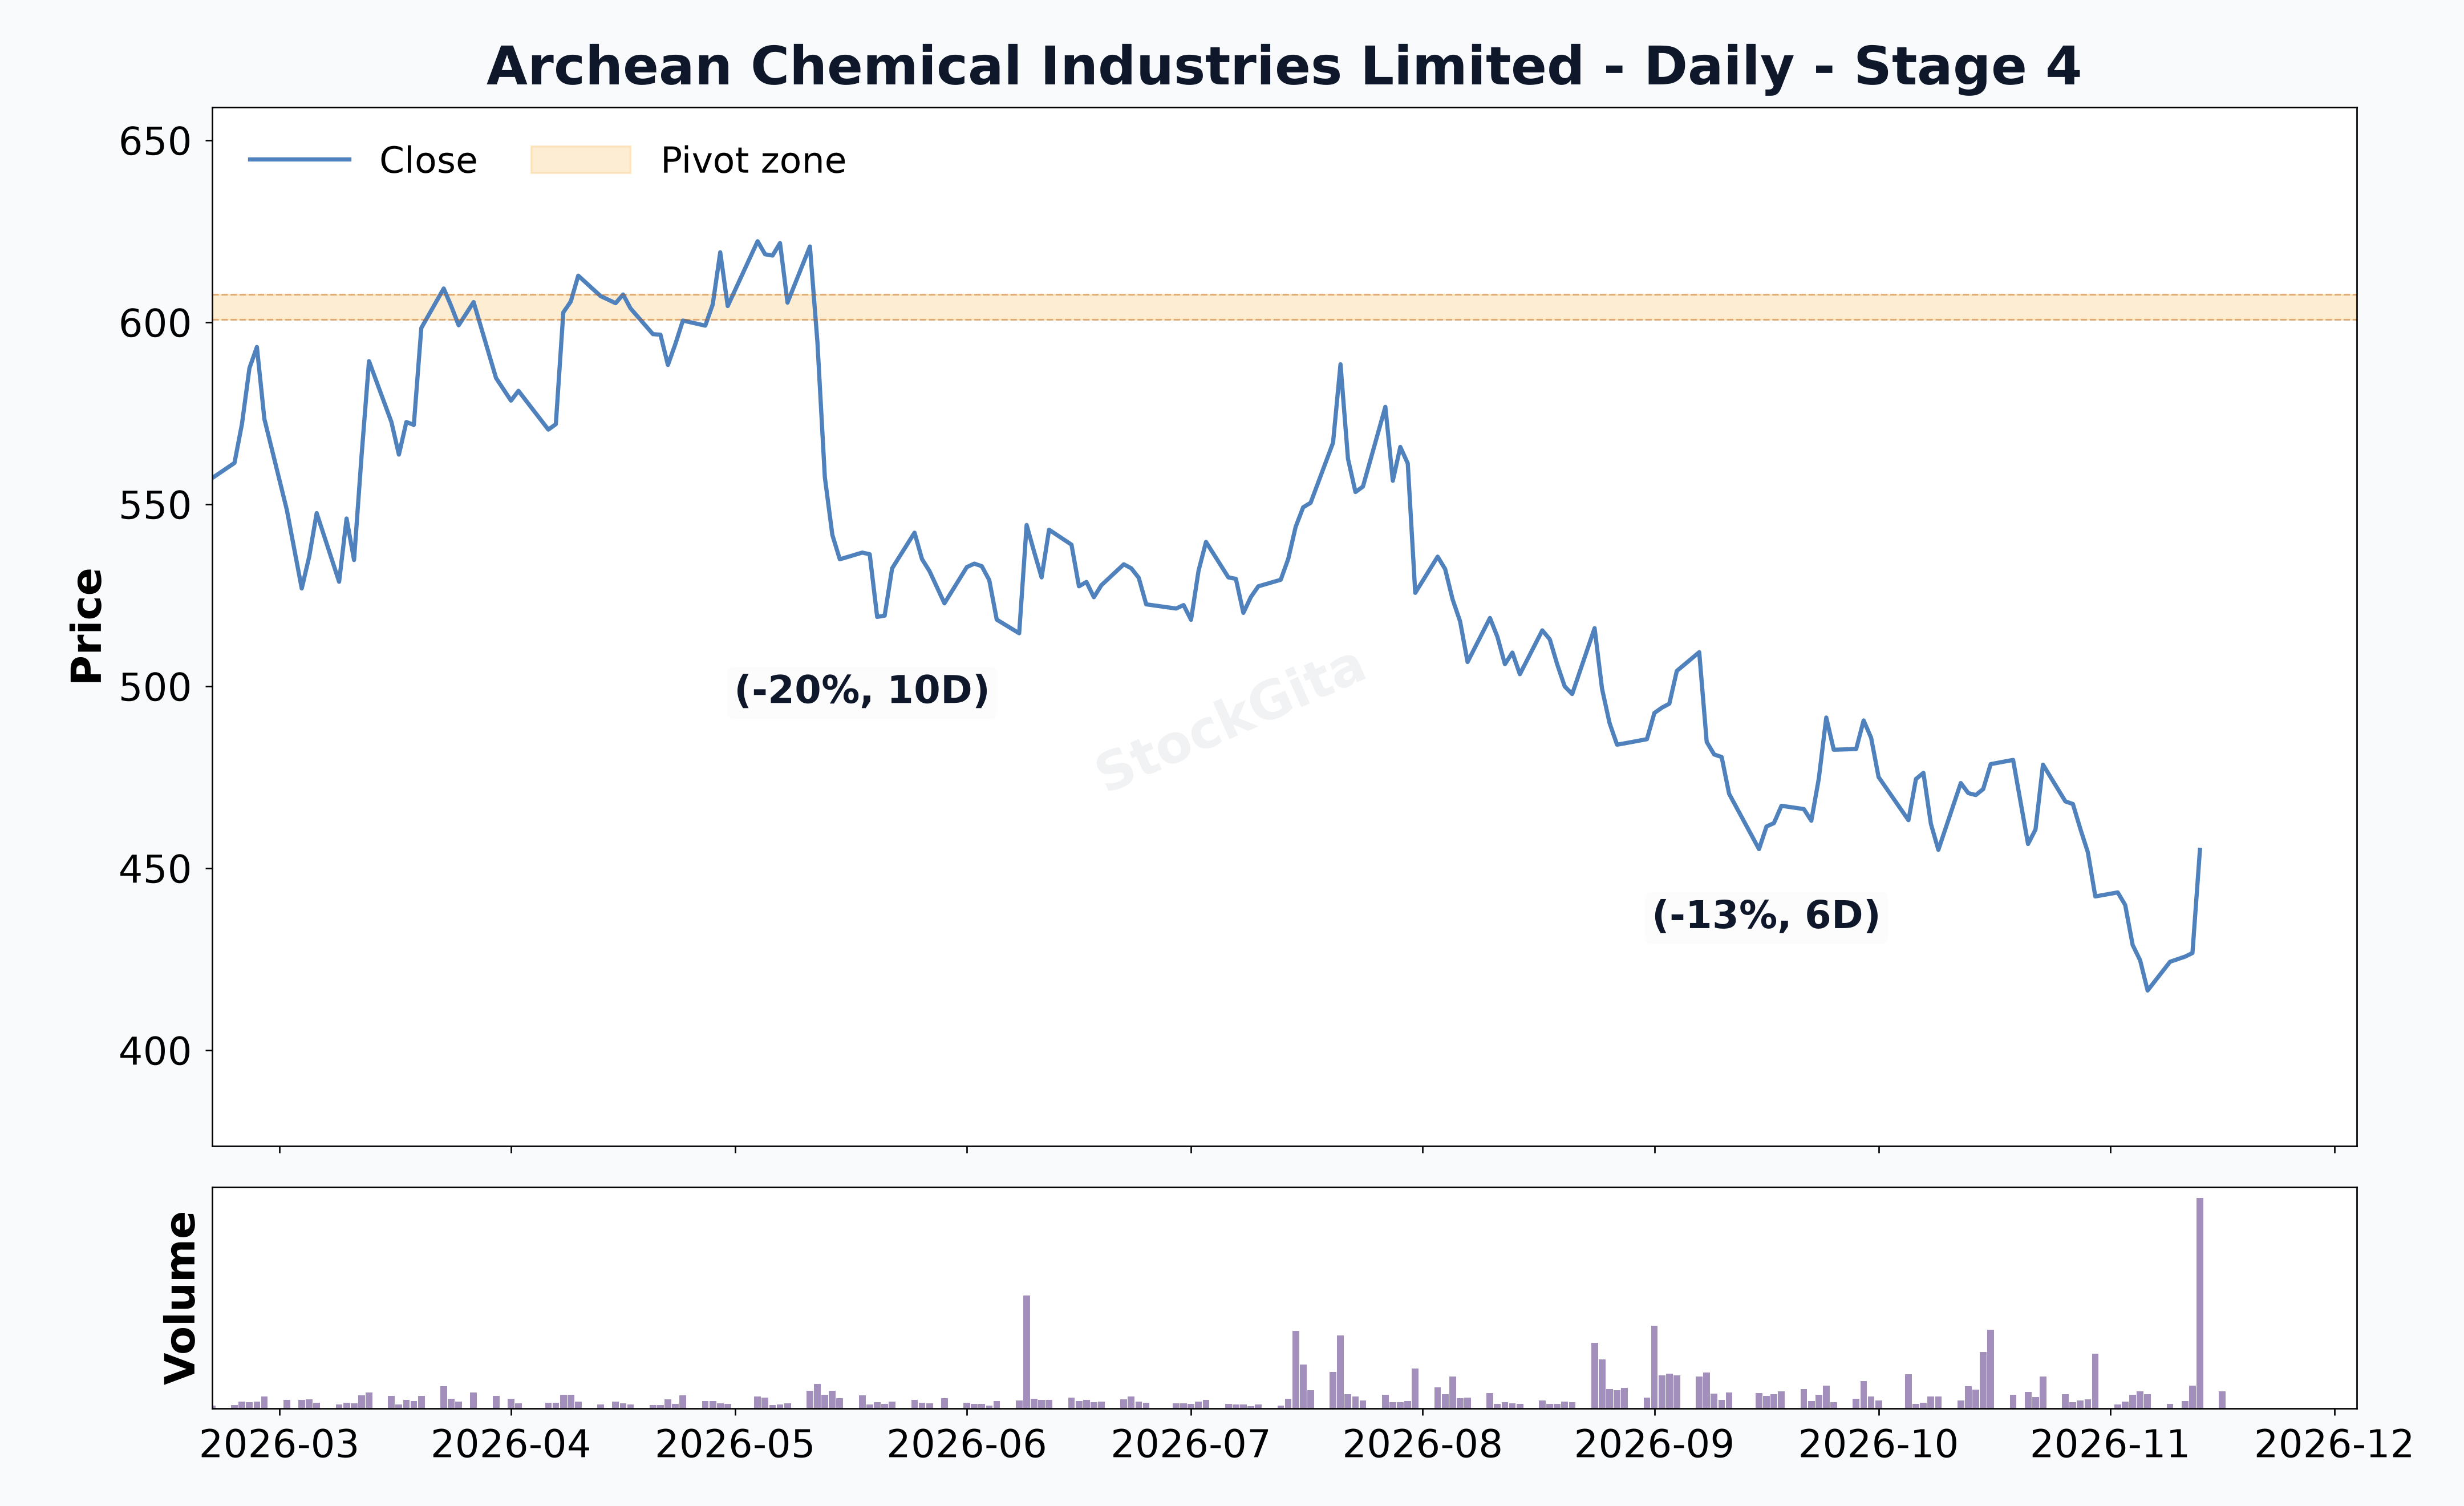 Archean Chemical Industries Limited - Daily - Stage 4
Close
Pivot zone
650
600
550
500
450
400
Price
(-20%, 10D)
StockGita
(-13%, 6D)
Volume
2026-03
2026-04
2026-05
2026-06
2026-07
2026-08
2026-09
2026-10
2026-11
2026-12